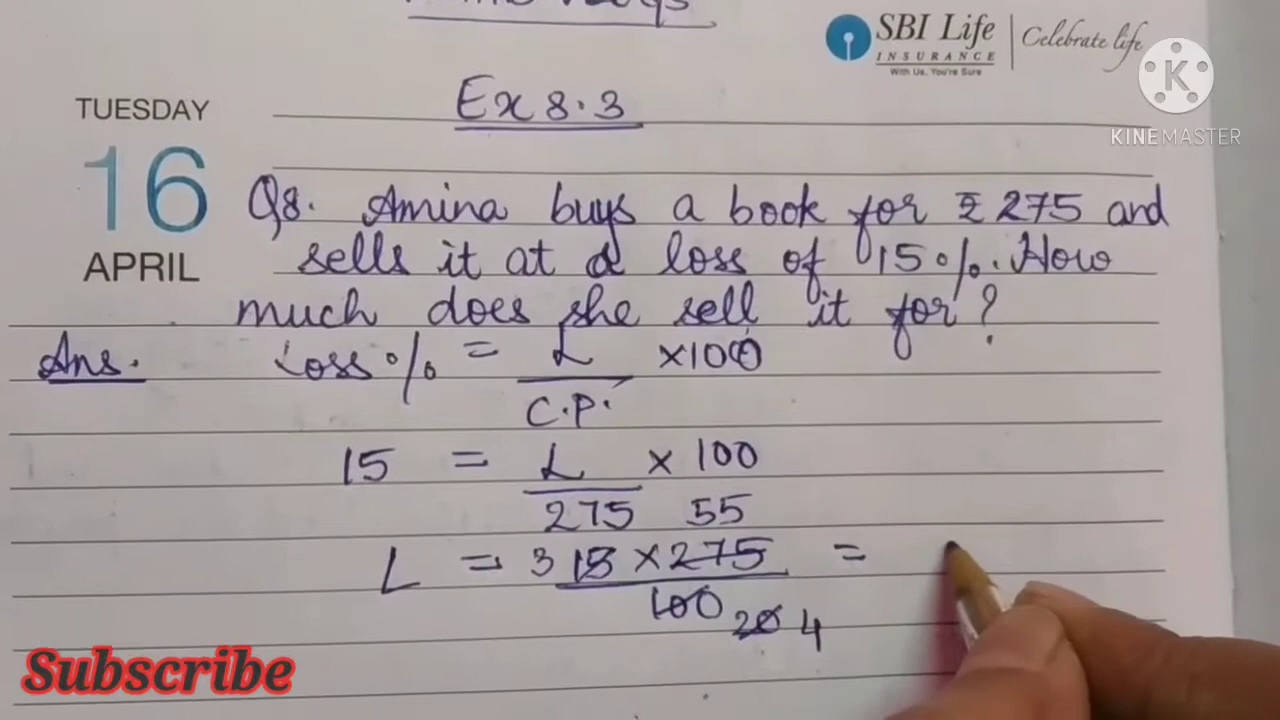 SBI Life
INSURANCE
With Us, You're Sure
Celebrate life
K
KINEMASTER
Ex 8.3
TUESDAY
16
APRIL
Q8. Amina buys a book for ₹ 275 and
sells it at a loss of 15%. How
much does she sell it for?
Ans. Loss% = L/C.P. ×100
15 = L/275 × 100
55
L = 3 15 × 275 / 100 =
20 4
Subscribe